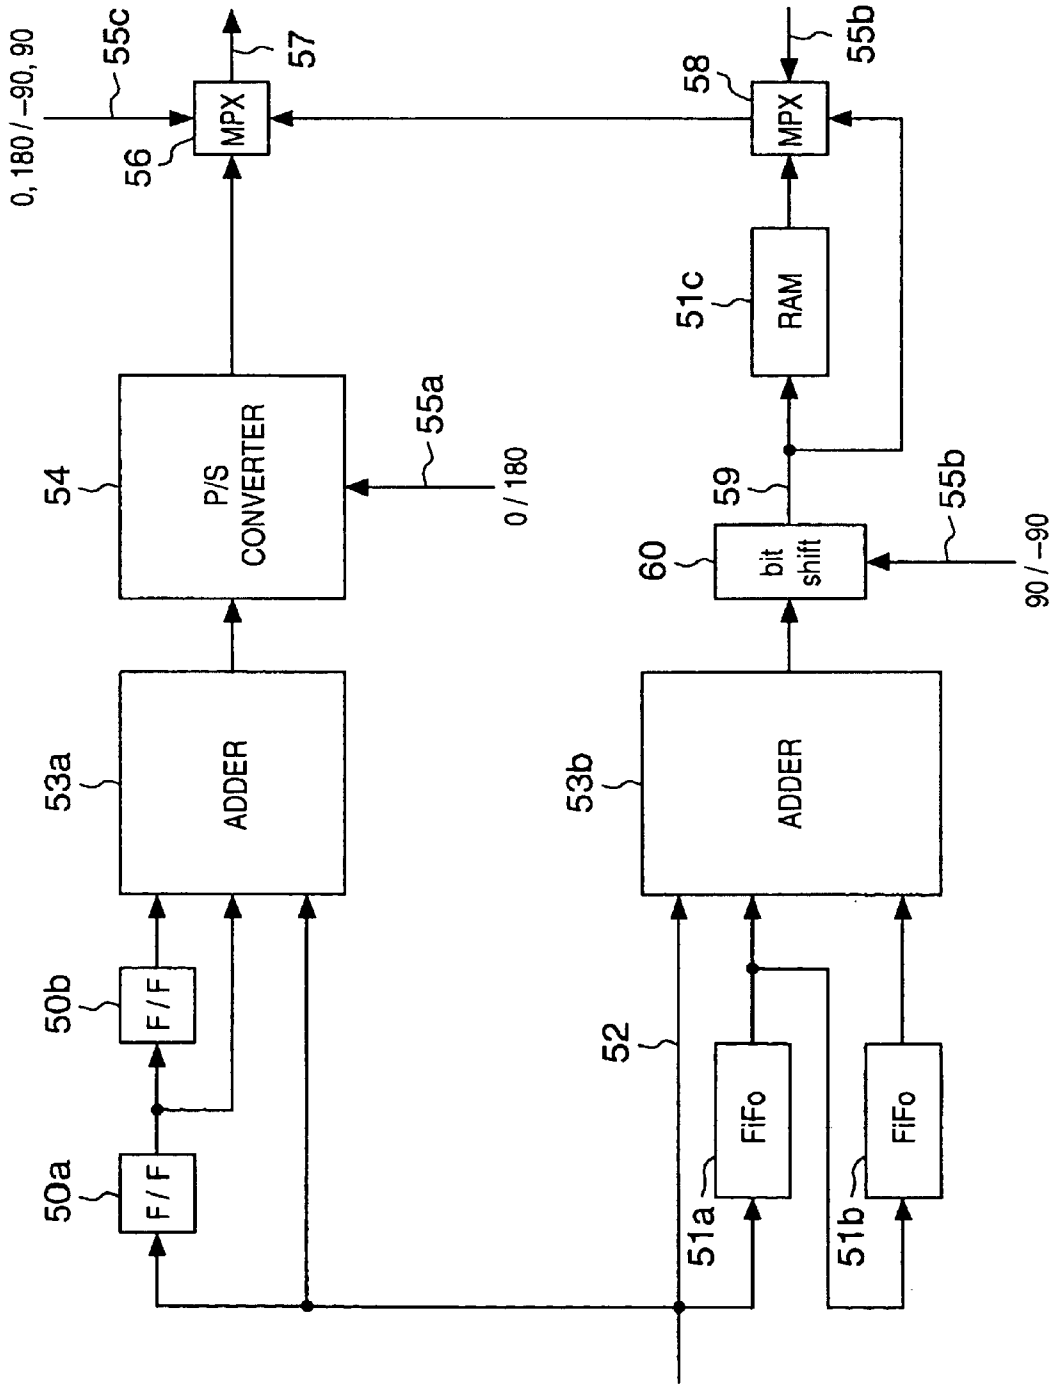 0, 180 / –90, 90
55c
57
56
MPX
58
MPX
55b
51c
RAM
54
P/S
CONVERTER
55a
0 / 180
59
60
bit
shift
55b
90 / –90
53a
ADDER
53b
ADDER
50b
F / F
50a
F / F
52
51a
FiFo
51b
FiFo